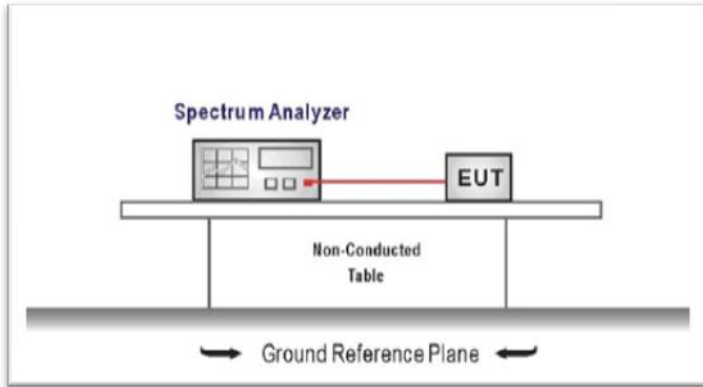 Spectrum Analyzer
EUT
Non-Conducted
Table
Ground Reference Plane